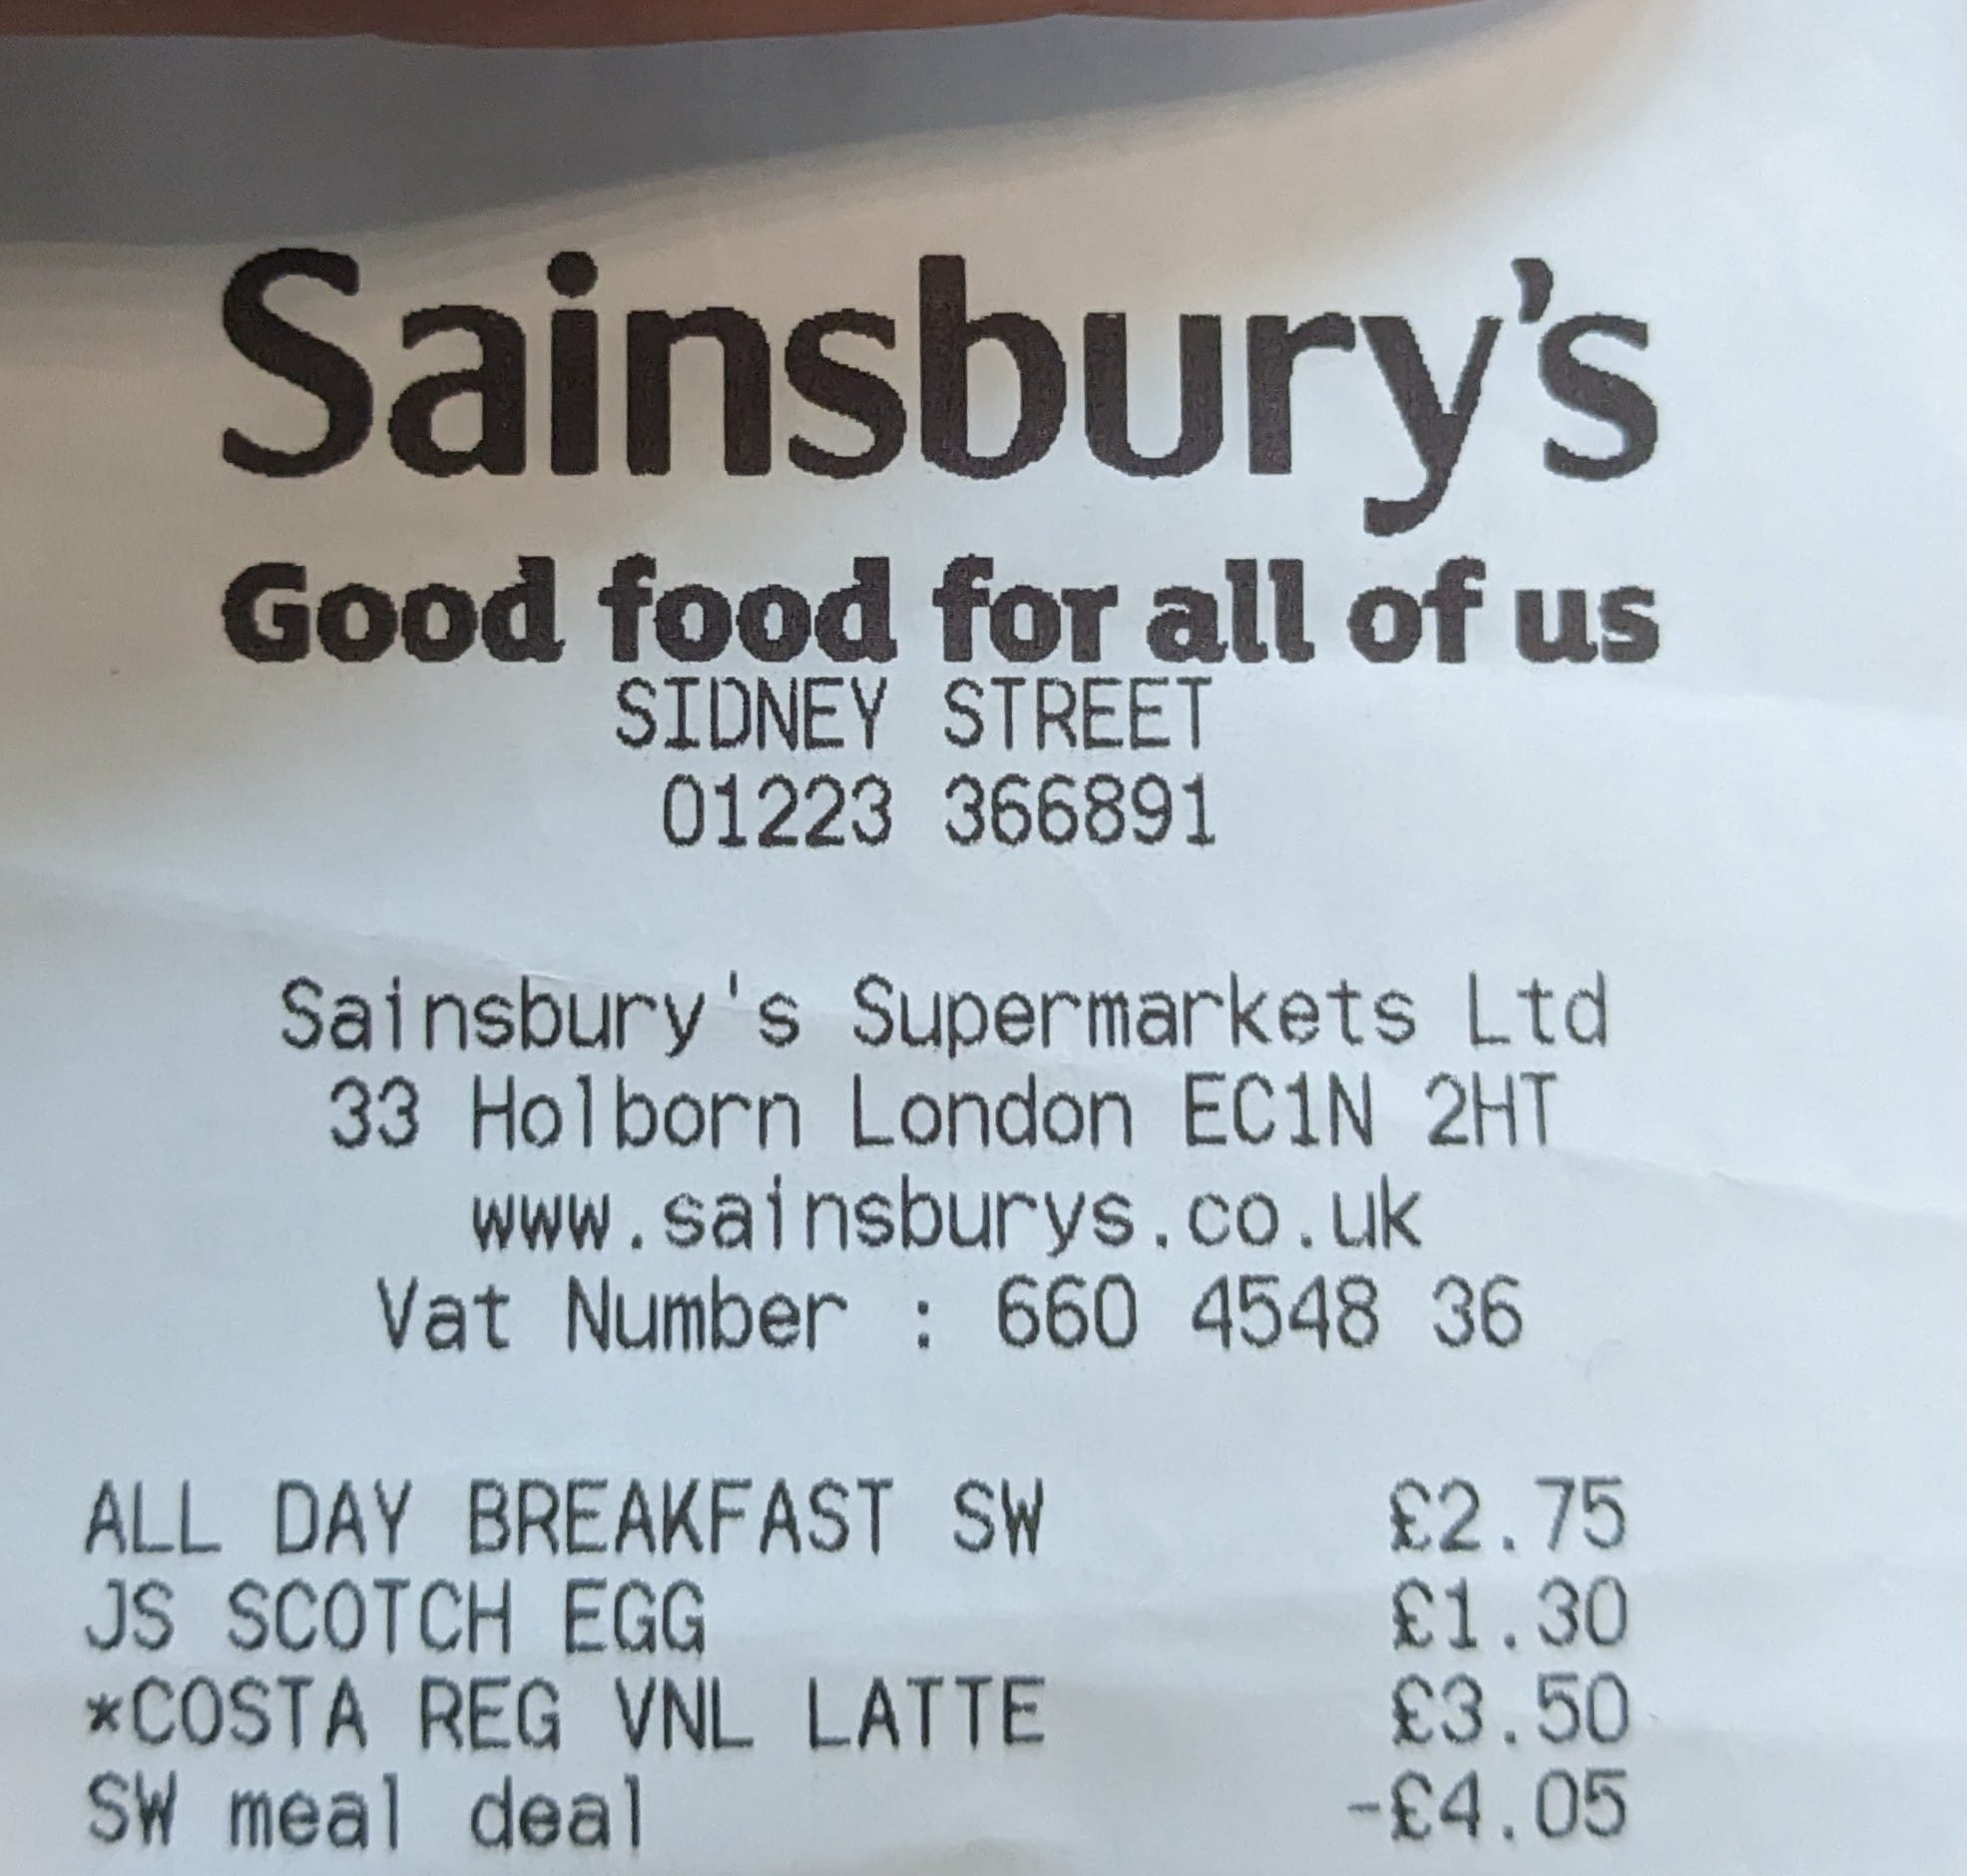 Sainsbury's
Good food for all of us
SIDNEY STREET
01223 366891
Sainsbury's Supermarkets Ltd
33 Holborn London EC1N 2HT
www.sainsburys.co.uk
Vat Number : 660 4548 36
ALL DAY BREAKFAST SW £2.75
JS SCOTCH EGG £1.30
*COSTA REG VNL LATTE £3.50
SW meal deal -£4.05